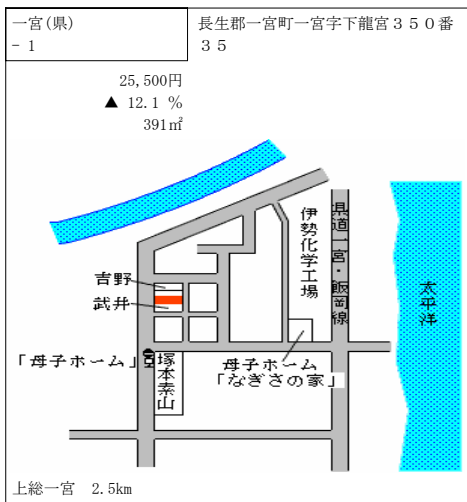 一宮(県)
- 1
長生郡一宮町一宮字下龍宮３５０番
３５
25,500円
▲ 12.1 %
391㎡
伊勢化学工場
県道一宮・飯岡線
太平洋
吉野
武井
「母子ホーム」
塚本素山
母子ホーム
「なぎさの家」
上総一宮 2.5km